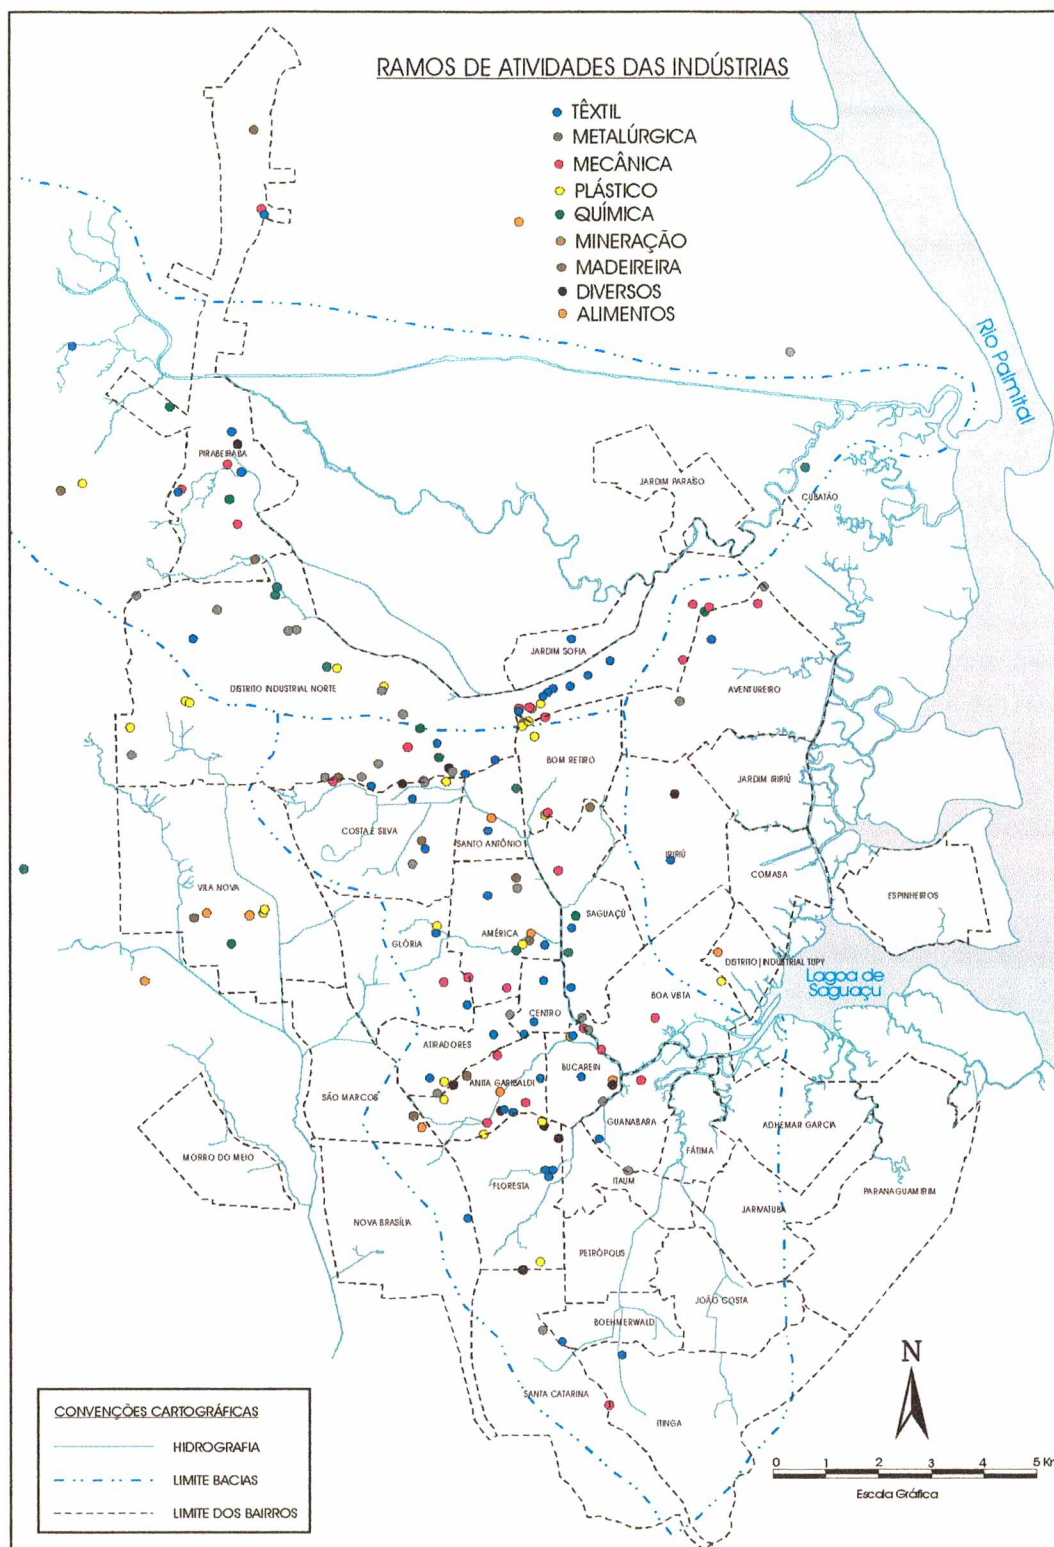 RAMOS DE ATIVIDADES DAS INDÚSTRIAS
TÊXTIL
METALÚRGICA
MECÂNICA
PLÁSTICO
QUÍMICA
MINERAÇÃO
MADEIREIRA
DIVERSOS
ALIMENTOS
Rio Palmital
PIRABEIRABA
JARDIM PARAÍSO
CUBATÃO
JARDIM SOFIA
DISTRITO INDUSTRIAL NORTE
AVENTUREIRO
BOM RETIRO
JARDIM IRIRIÚ
COSTA E SILVA
SANTO ANTÔNIO
IRIRIÚ
COMASA
VILA NOVA
ESPINHEIROS
SAGUAÇÚ
GLÓRIA
AMÉRICA
DISTRITO INDUSTRIAL TUPY
Lagoa de
Saguaçu
BOA VISTA
CENTRO
ATIRADORES
BUCAREIN
ANITA GARIBALDI
SÃO MARCOS
GUANABARA
ADHEMAR GARCIA
MORRO DO MEIO
FÁTIMA
ITAUM
FLORESTA
PARANAGUAMIRIM
JARIVATUBA
NOVA BRASÍLIA
PETRÓPOLIS
JOÃO COSTA
BOEHMERWALD
SANTA CATARINA
ITINGA
N
CONVENÇÕES CARTOGRÁFICAS
HIDROGRAFIA
LIMITE BACIAS
LIMITE DOS BAIRROS
0 1 2 3 4 5 Km
Escala Gráfica